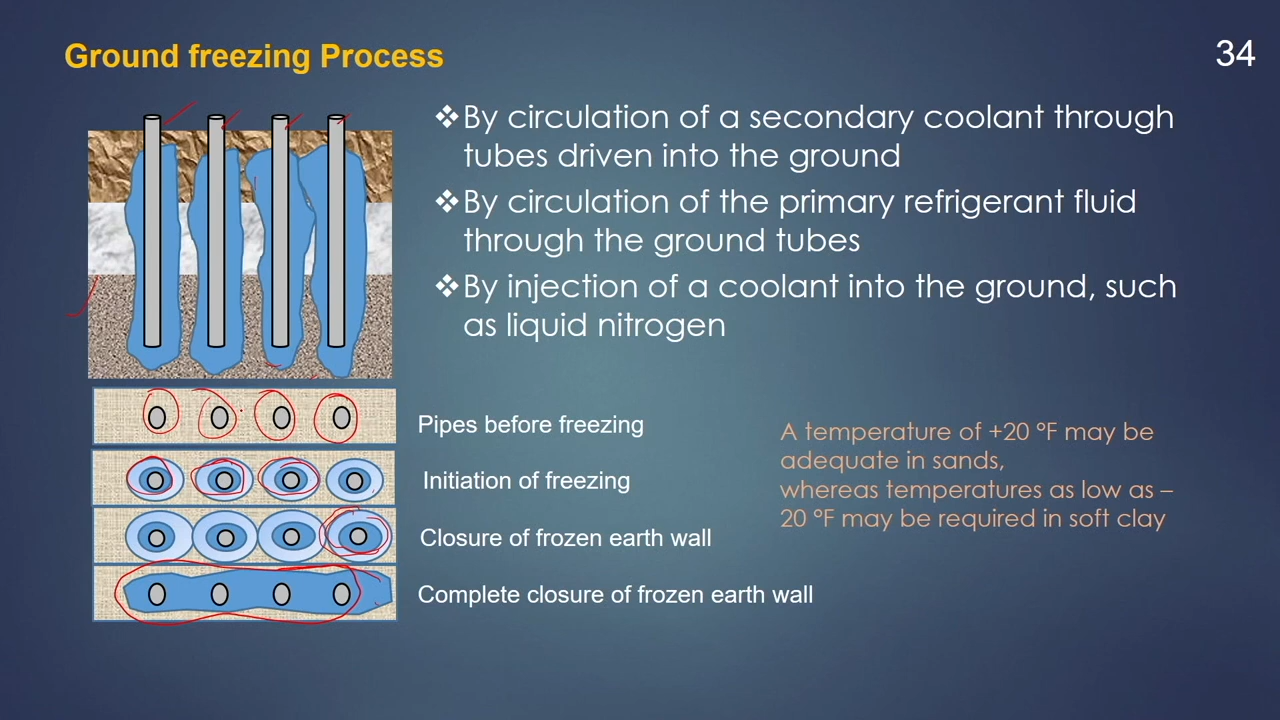 Ground freezing Process
34
❖By circulation of a secondary coolant through
tubes driven into the ground
❖By circulation of the primary refrigerant fluid
through the ground tubes
❖By injection of a coolant into the ground, such
as liquid nitrogen
Pipes before freezing
Initiation of freezing
Closure of frozen earth wall
Complete closure of frozen earth wall
A temperature of +20 °F may be
adequate in sands,
whereas temperatures as low as –
20 °F may be required in soft clay